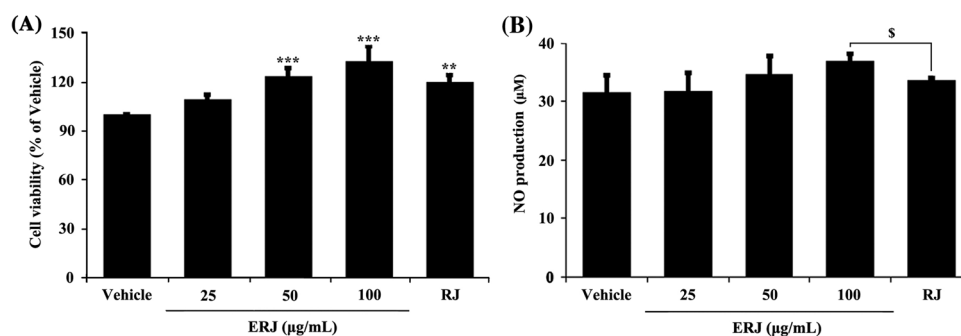 (A)
Cell viability (% of Vehicle)
150
120
90
60
30
0
***
***
**
Vehicle 25 50 100 RJ
ERJ (μg/mL)
(B)
NO production (μM)
40
30
20
10
0
$
Vehicle 25 50 100 RJ
ERJ (μg/mL)